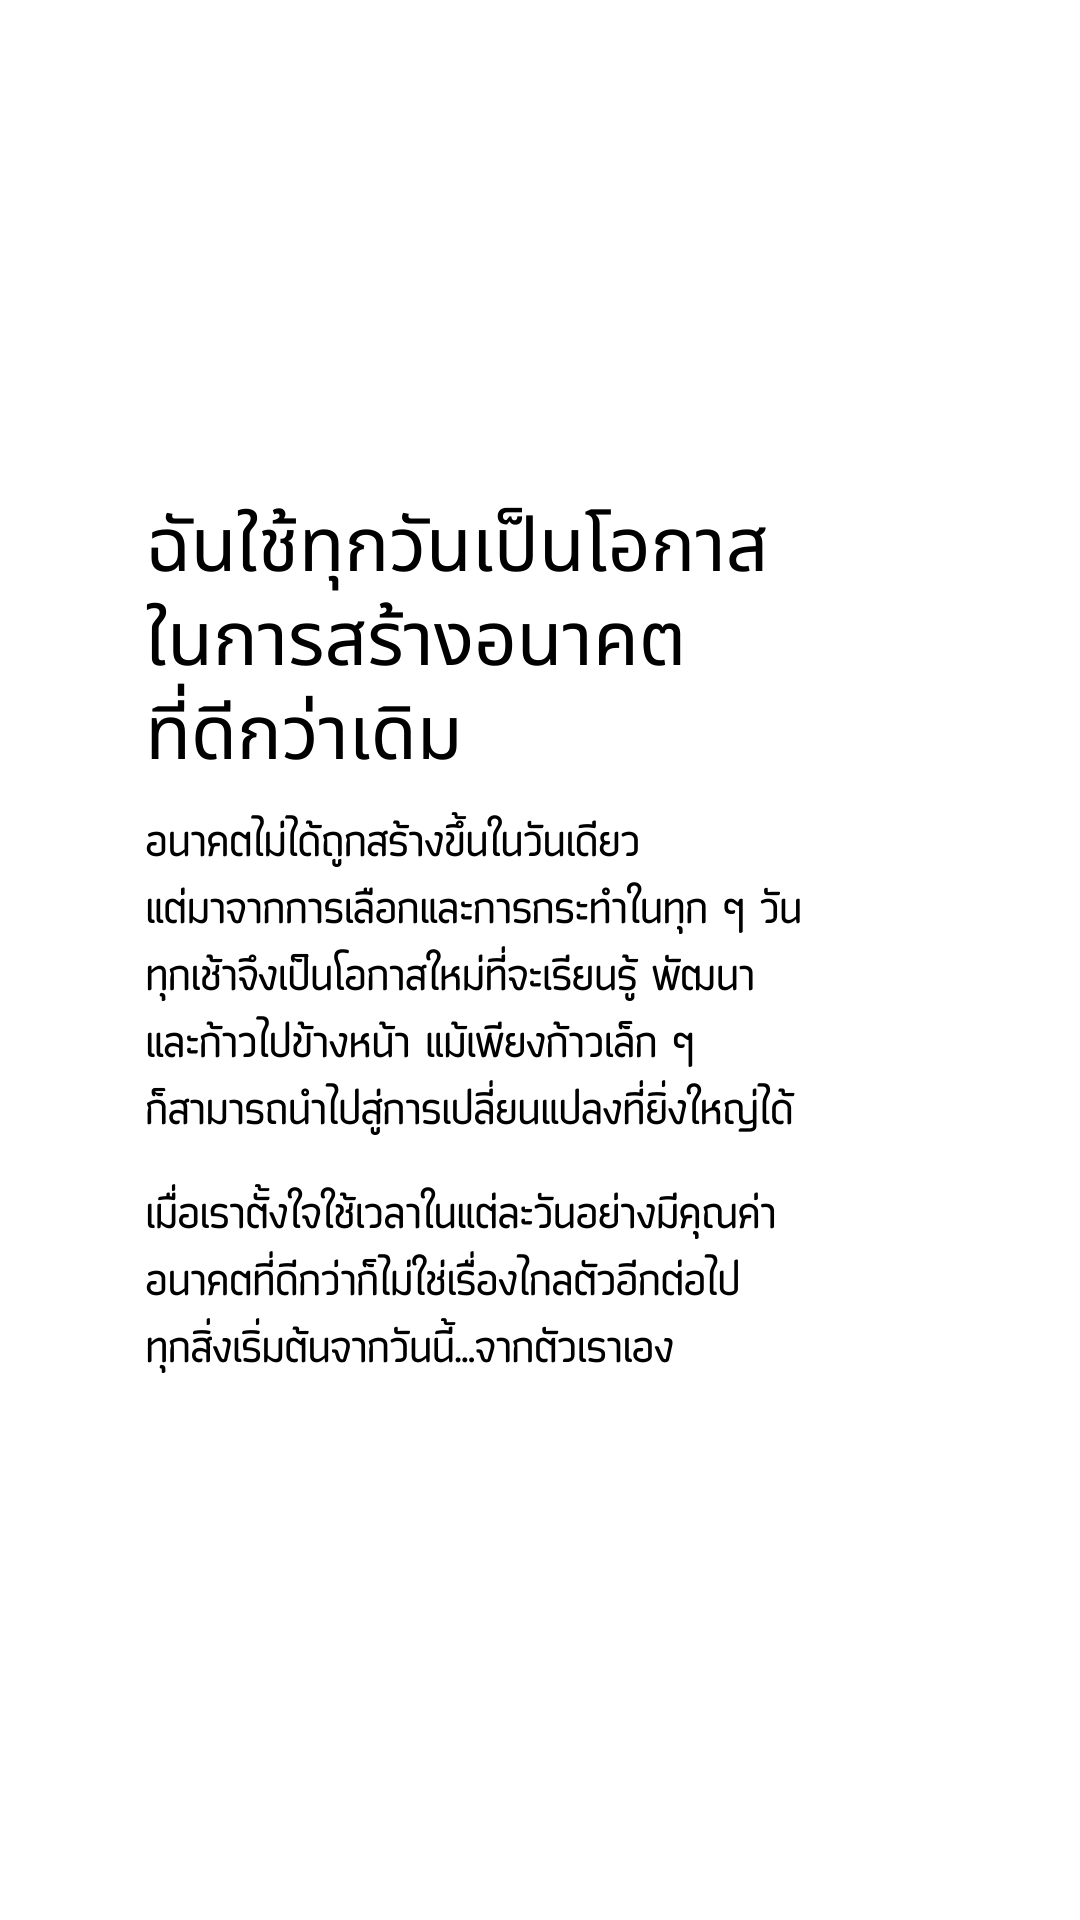 ฉันใช้ทุกวันเป็นโอกาส
ในการสร้างอนาคต
ที่ดีกว่าเดิม
อนาคตไม่ได้ถูกสร้างขึ้นในวันเดียว
แต่มาจากการเลือกและการกระทำในทุก ๆ วัน
ทุกเช้าจึงเป็นโอกาสใหม่ที่จะเรียนรู้ พัฒนา
และก้าวไปข้างหน้า แม้เพียงก้าวเล็ก ๆ
ก็สามารถนำไปสู่การเปลี่ยนแปลงที่ยิ่งใหญ่ได้
เมื่อเราตั้งใจใช้เวลาในแต่ละวันอย่างมีคุณค่า
อนาคตที่ดีกว่าก็ไม่ใช่เรื่องไกลตัวอีกต่อไป
ทุกสิ่งเริ่มต้นจากวันนี้...จากตัวเราเอง